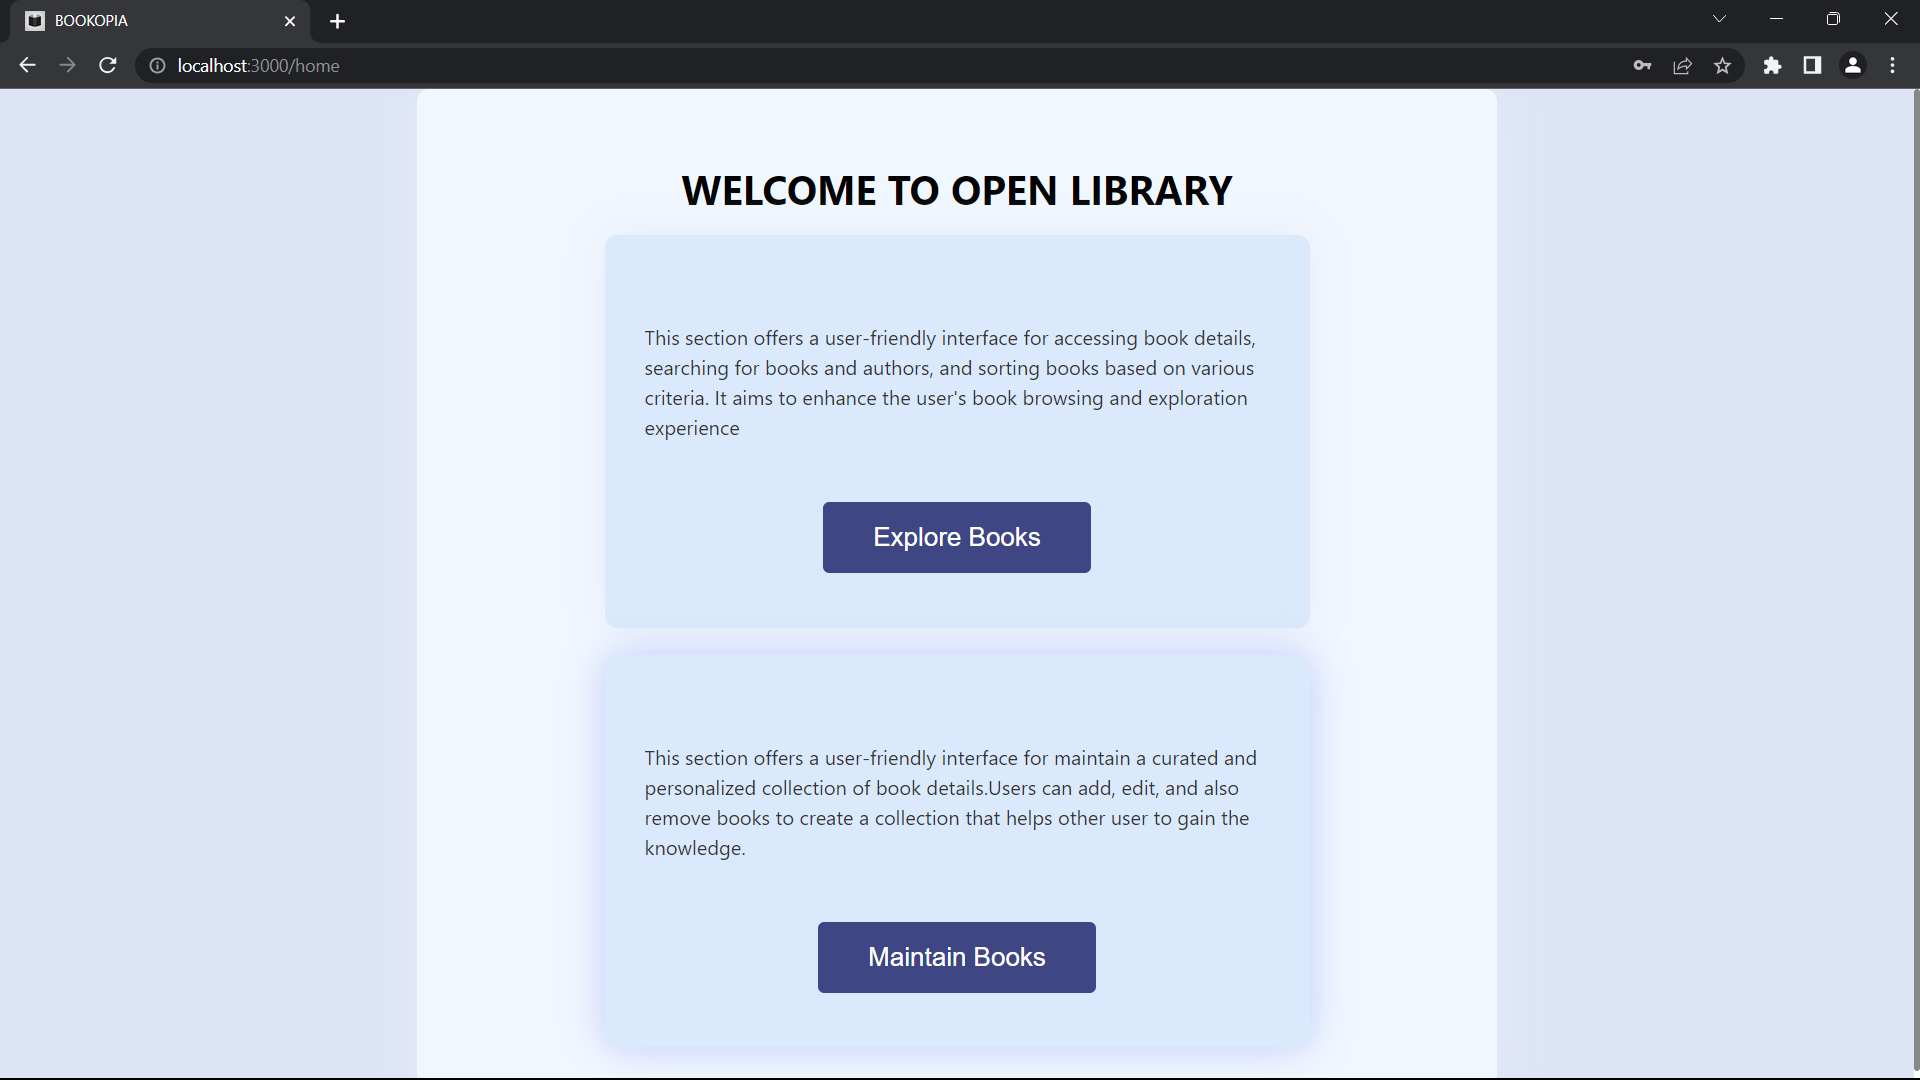 BOOKOPIA
localhost:3000/home
WELCOME TO OPEN LIBRARY
This section offers a user-friendly interface for accessing book details,
searching for books and authors, and sorting books based on various
criteria. It aims to enhance the user's book browsing and exploration
experience
Explore Books
This section offers a user-friendly interface for maintain a curated and
personalized collection of book details.Users can add, edit, and also
remove books to create a collection that helps other user to gain the
knowledge.
Maintain Books